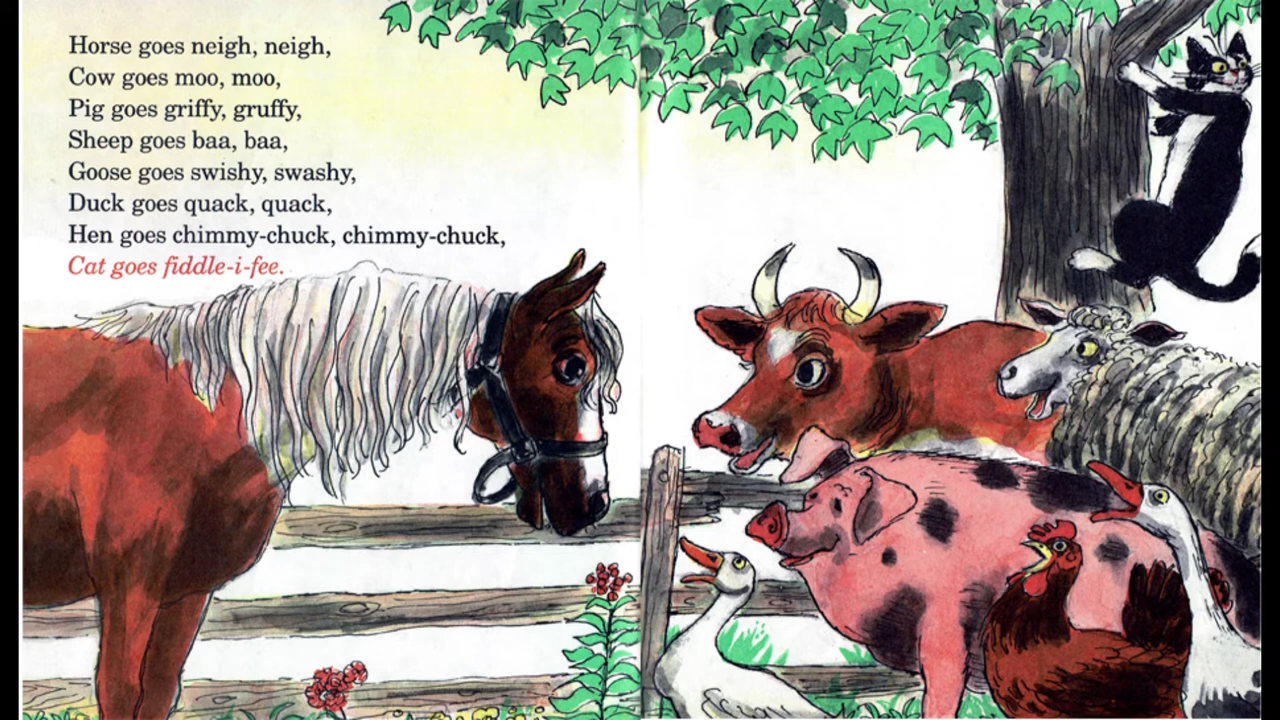 Horse goes neigh, neigh,
Cow goes moo, moo,
Pig goes griffy, gruffy,
Sheep goes baa, baa,
Goose goes swishy, swashy,
Duck goes quack, quack,
Hen goes chimmy-chuck, chimmy-chuck,
Cat goes fiddle-i-fee.